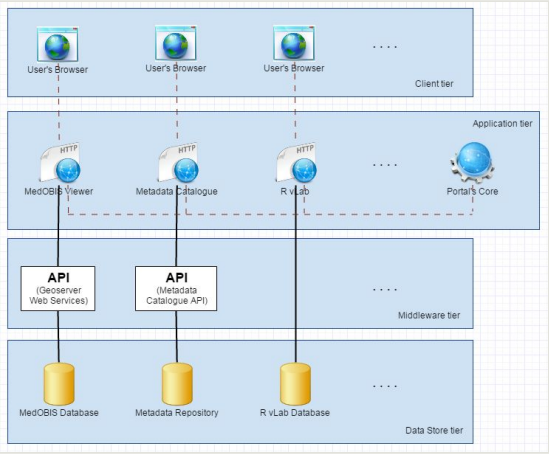 User's Browser
User's Browser
User's Browser
. . . .
Client tier
Application tier
HTTP
HTTP
HTTP
. . . .
MedOBIS Viewer
Metadata Catalogue
R vLab
Portal's Core
API
(Geoserver
Web Services)
API
(Metadata
Catalogue API)
. . . .
Middleware tier
. . . .
MedOBIS Database
Metadata Repository
R vLab Database
Data Store tier